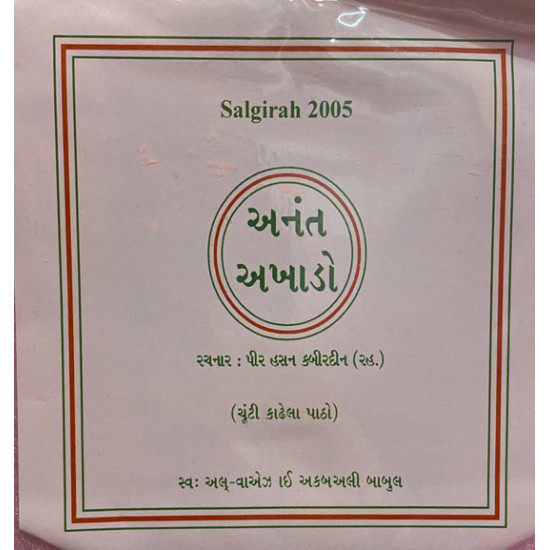 Salgirah 2005
અનંત
અખાડો
રચનાર : પીર હસન કબીરદીન (રહ.)
(ચૂંટી કાઢેલા પાઠો)
સ્વઃ અલ્-વાએઝ ાઈ અકબઅલી બાબુલ